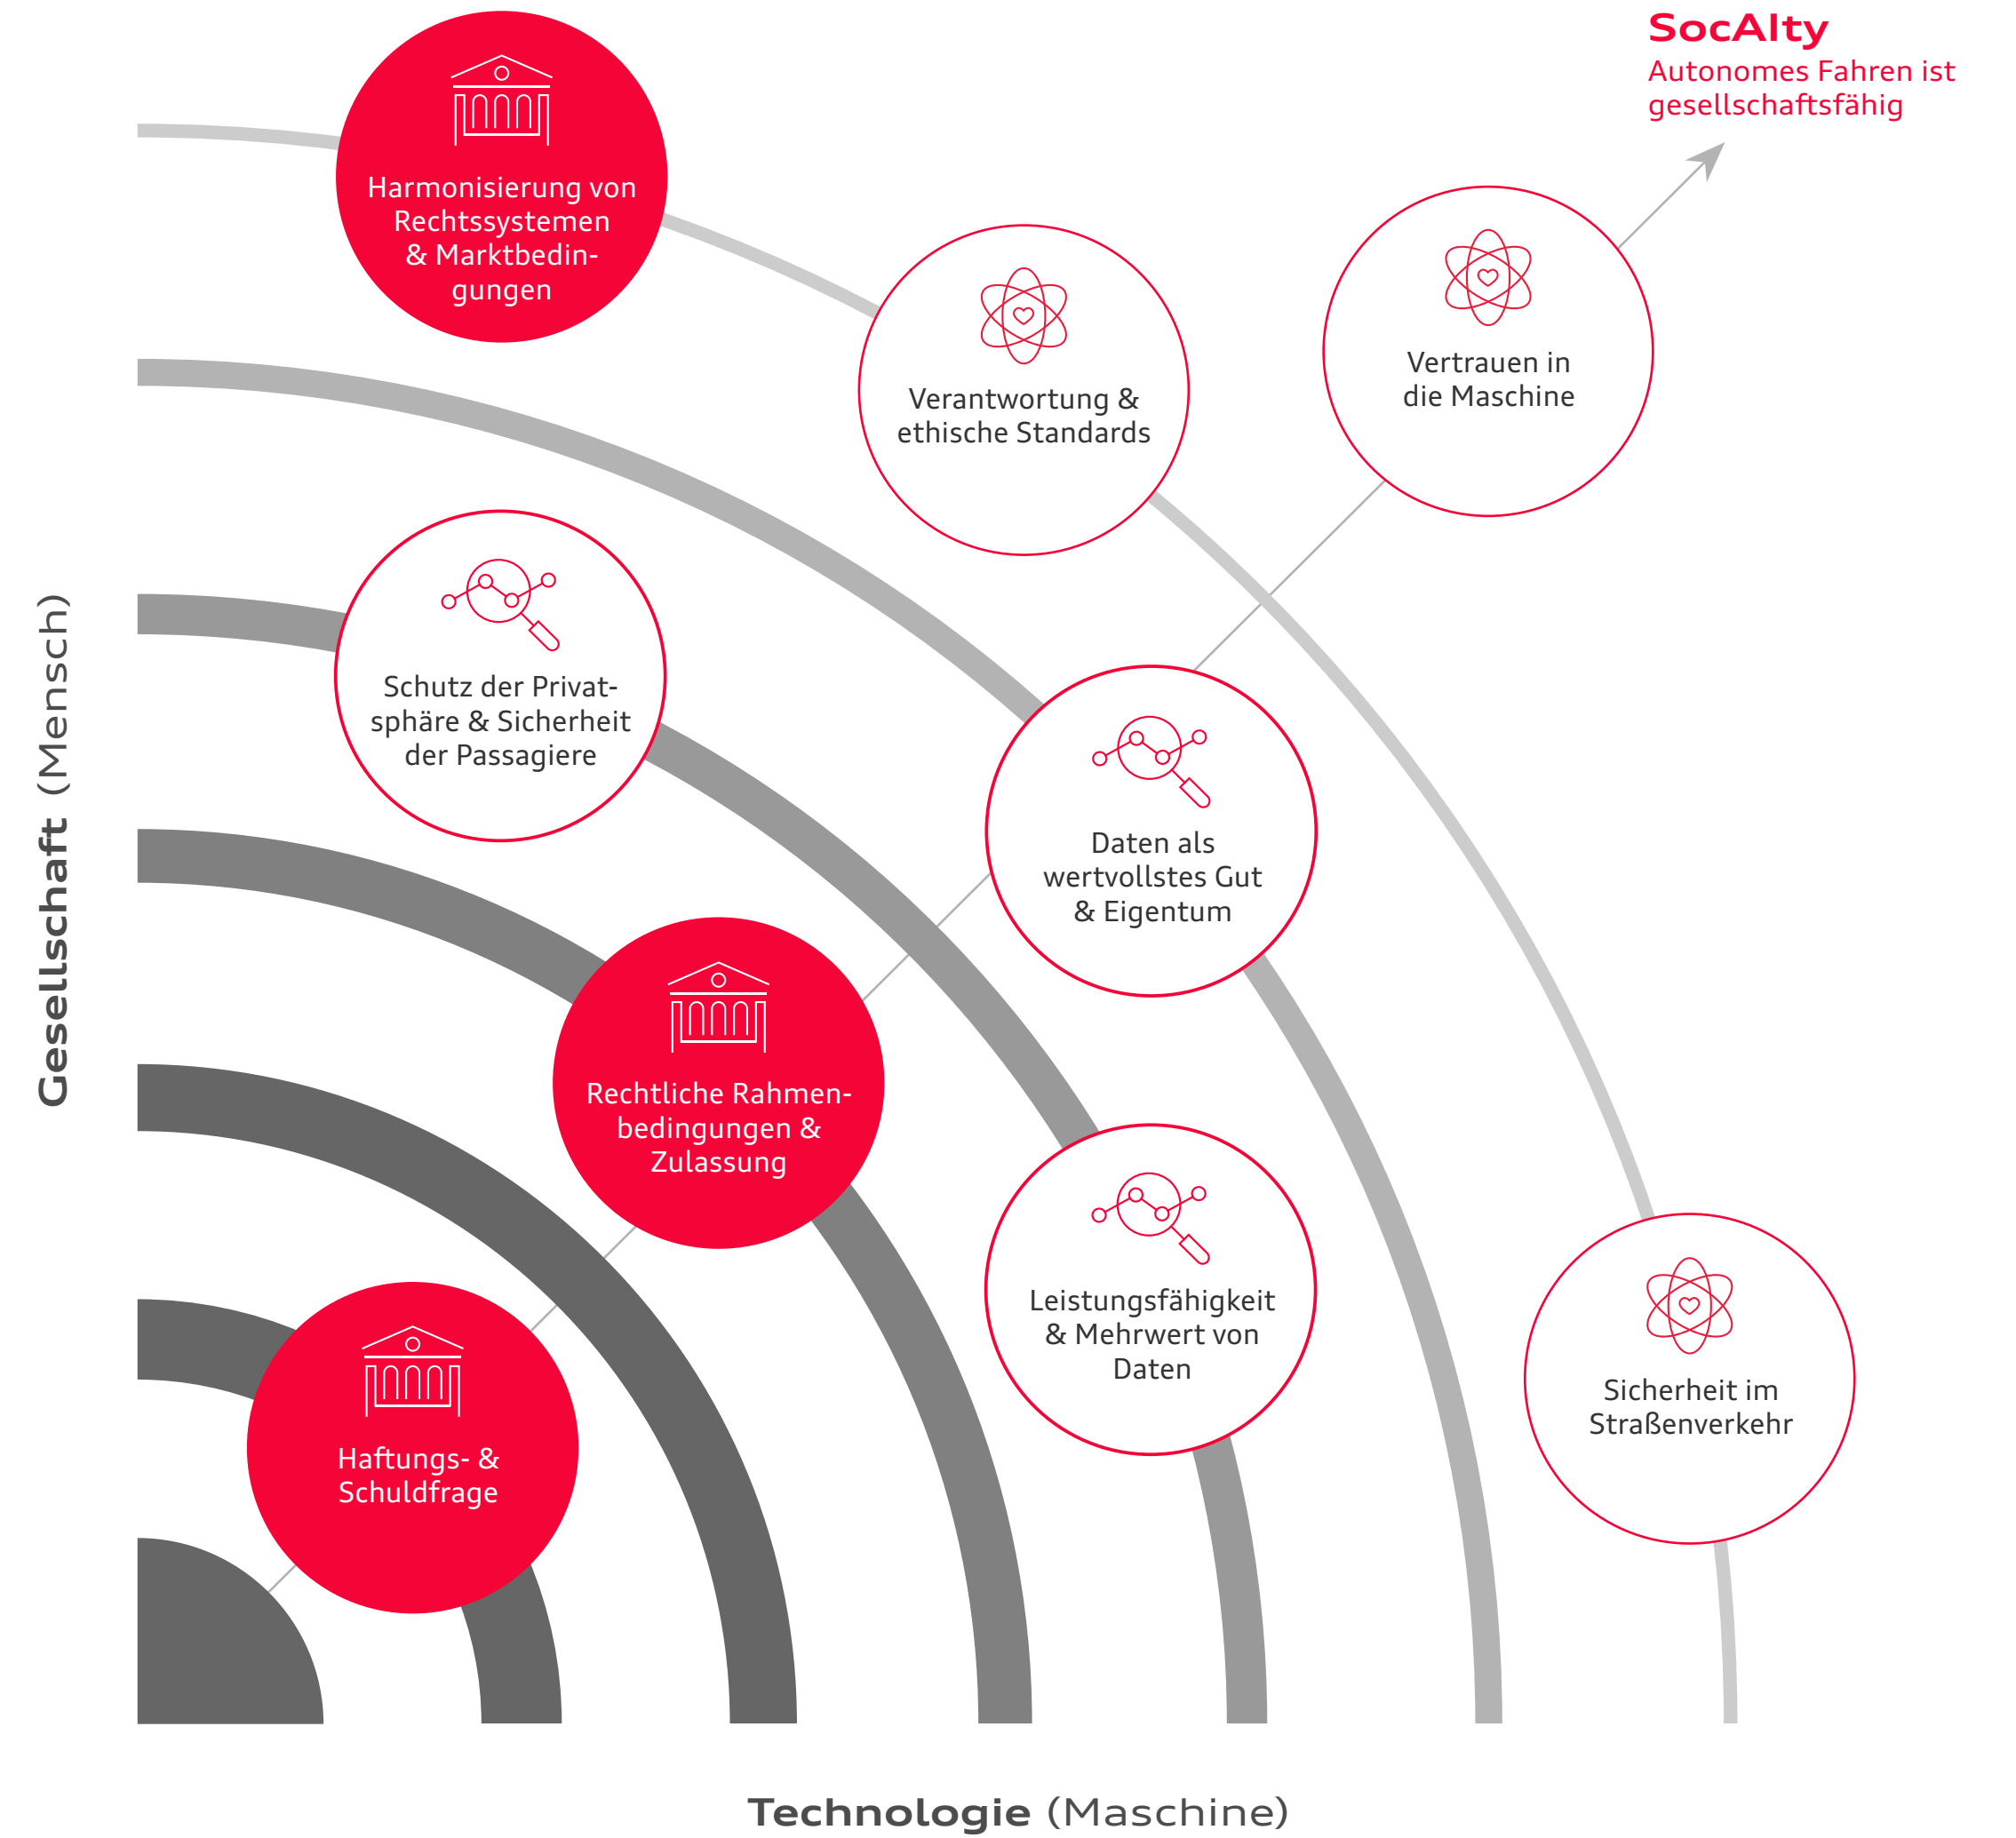 SocAIty
Autonomes Fahren ist
gesellschaftsfähig
Harmonisierung von
Rechtssystemen
& Marktbedin-
gungen
Verantwortung &
ethische Standards
Vertrauen in
die Maschine
Schutz der Privat-
sphäre & Sicherheit
der Passagiere
Daten als
wertvollstes Gut
& Eigentum
Rechtliche Rahmen-
bedingungen &
Zulassung
Leistungsfähigkeit
& Mehrwert von
Daten
Sicherheit im
Straßenverkehr
Haftungs- &
Schuldfrage
Gesellschaft (Mensch)
Technologie (Maschine)